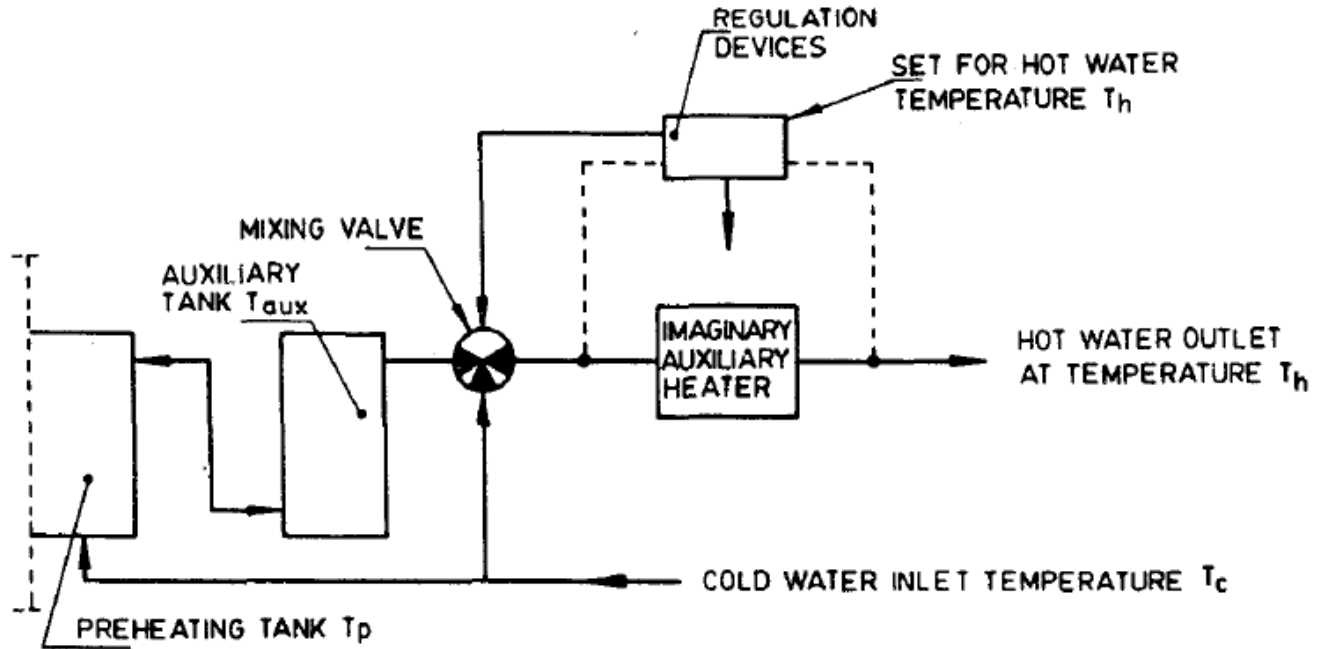 REGULATION
DEVICES
SET FOR HOT WATER
TEMPERATURE Th
MIXING VALVE
AUXILIARY
TANK Taux
IMAGINARY
AUXILIARY
HEATER
HOT WATER OUTLET
AT TEMPERATURE Th
COLD WATER INLET TEMPERATURE Tc
PREHEATING TANK Tp